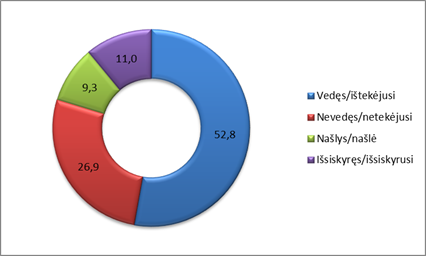 11,0
9,3
52,8
26,9
Vedęs/ištekėjusi
Nevedęs/netekėjusi
Našlys/našlė
Išsiskyręs/išsiskyrusi